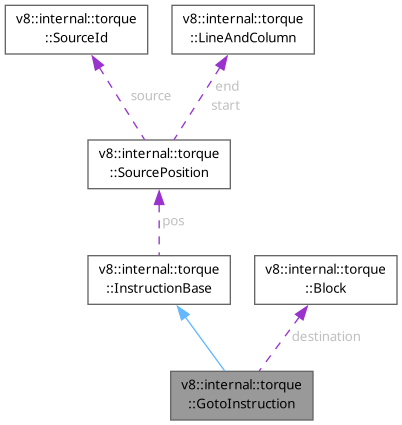 v8::internal::torque
::SourceId
v8::internal::torque
::LineAndColumn
source
end
start
v8::internal::torque
::SourcePosition
pos
v8::internal::torque
::InstructionBase
v8::internal::torque
::Block
destination
v8::internal::torque
::GotoInstruction